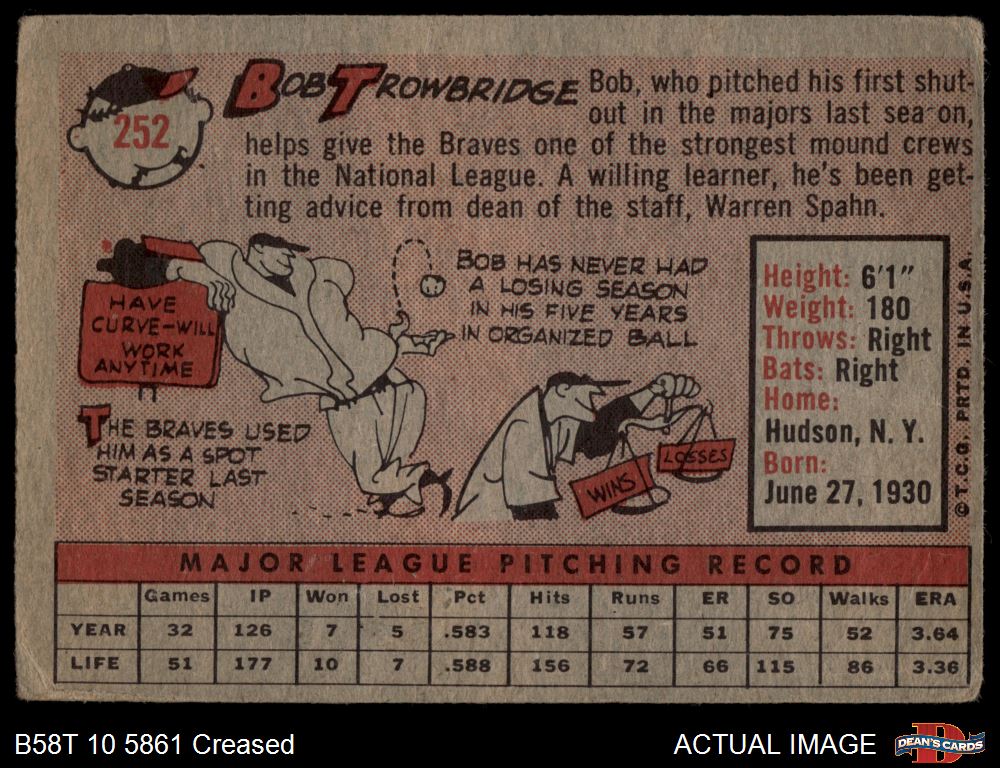 252
BOB TROWBRIDGE
Bob, who pitched his first shut-
out in the majors last sea on,
helps give the Braves one of the strongest mound crews
in the National League. A willing learner, he's been get-
ting advice from dean of the staff, Warren Spahn.
HAVE
CURVE-WILL
WORK
ANYTIME
BOB HAS NEVER HAD
A LOSING SEASON
IN HIS FIVE YEARS
IN ORGANIZED BALL
THE BRAVES USED
HIM AS A SPOT
STARTER LAST
SEASON
WINS
LOSSES
Height: 6'1"
Weight: 180
Throws: Right
Bats: Right
Home:
Hudson, N. Y.
Born:
June 27, 1930
©T.C.G. PRTD. IN U.S.A.
MAJOR LEAGUE PITCHING RECORD
Games IP Won Lost Pct Hits Runs ER SO Walks ERA
YEAR 32 126 7 5 .583 118 57 51 75 52 3.64
LIFE 51 177 10 7 .588 156 72 66 115 86 3.36
B58T 10 5861 Creased
ACTUAL IMAGE
DEAN'S CARDS